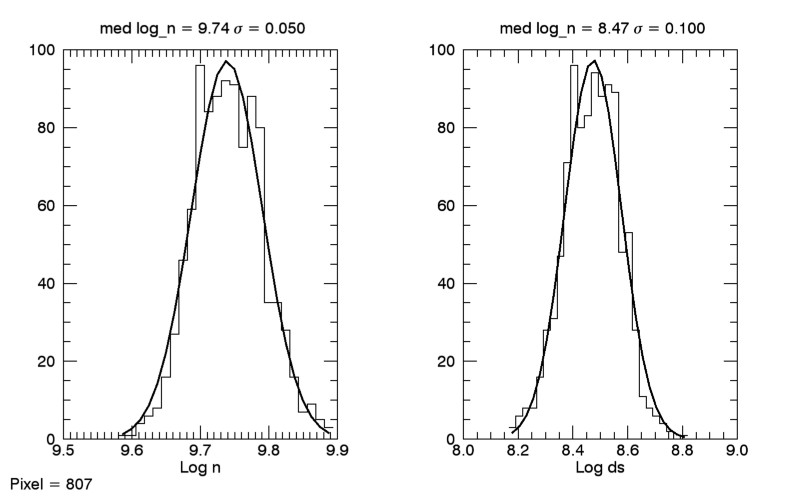 med log_n = 9.74 σ = 0.050
100
80
60
40
20
0
9.5 9.6 9.7 9.8 9.9
Log n
med log_n = 8.47 σ = 0.100
100
80
60
40
20
0
8.0 8.2 8.4 8.6 8.8 9.0
Log ds
Pixel = 807